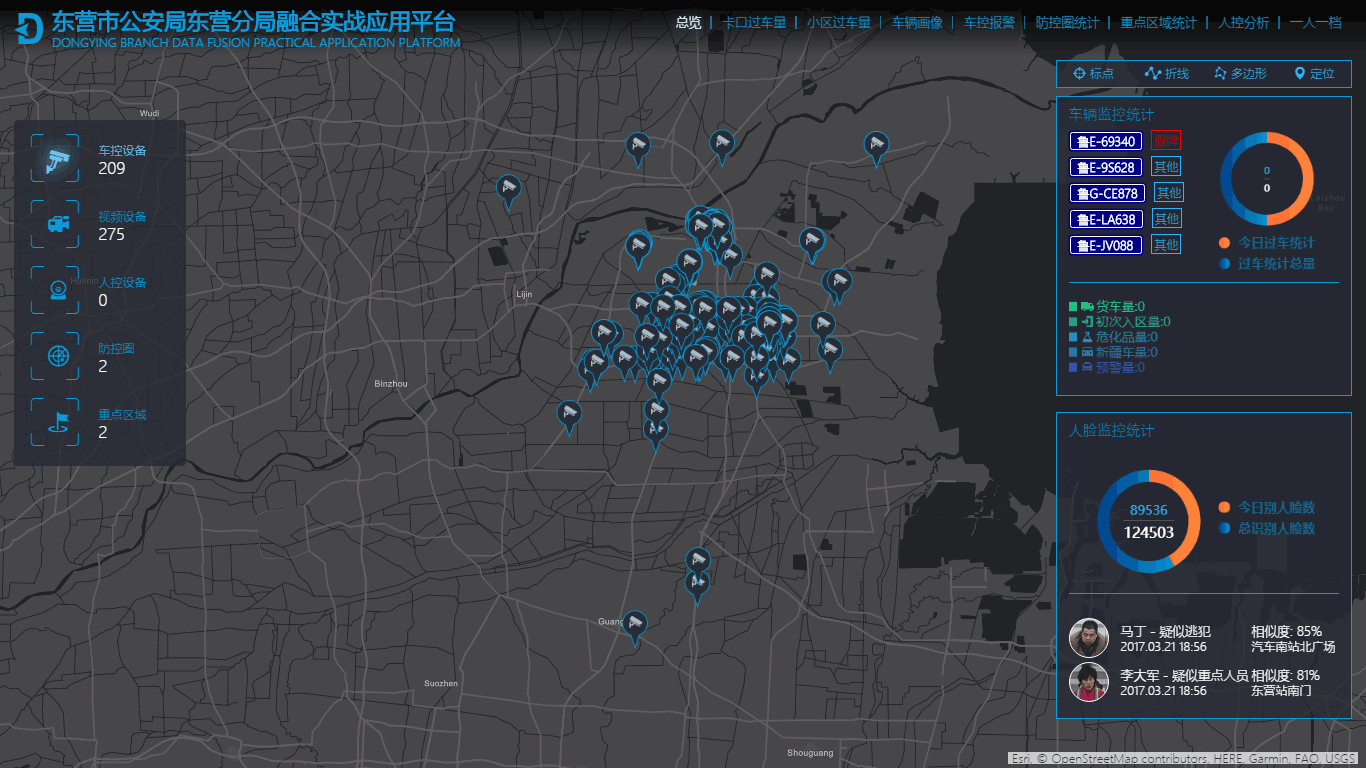 东营市公安局东营分局融合实战应用平台
DONGYING BRANCH DATA FUSION PRACTICAL APPLICATION PLATFORM
总览 | 卡口过车量 | 小区过车量 | 车辆画像 | 车控报警 | 防控圈统计 | 重点区域统计 | 人控分析 | 一人一档
标点 折线 多边形 定位
车控设备
209
视频设备
275
人控设备
0
防控圈
2
重点区域
2
Wudi
Huimin
Lijin
Binzhou
Guang
Suozhen
Shouguang
Laizhou
Bay
车辆监控统计
鲁E-69340 假牌
鲁E-9S628 其他
鲁G-CE878 其他
鲁E-LA638 其他
鲁E-JV088 其他
0
0
今日过车统计
过车统计总量
货车量:0
初次入区量:0
危化品量:0
新疆车量:0
预警量:0
人脸监控统计
89536
124503
今日别人脸数
总识别人脸数
马丁 - 疑似逃犯 相似度: 85%
2017.03.21 18:56 汽车南站北广场
李大军 - 疑似重点人员 相似度: 81%
2017.03.21 18:56 东营站南门
Esri, © OpenStreetMap contributors, HERE, Garmin, FAO, USGS